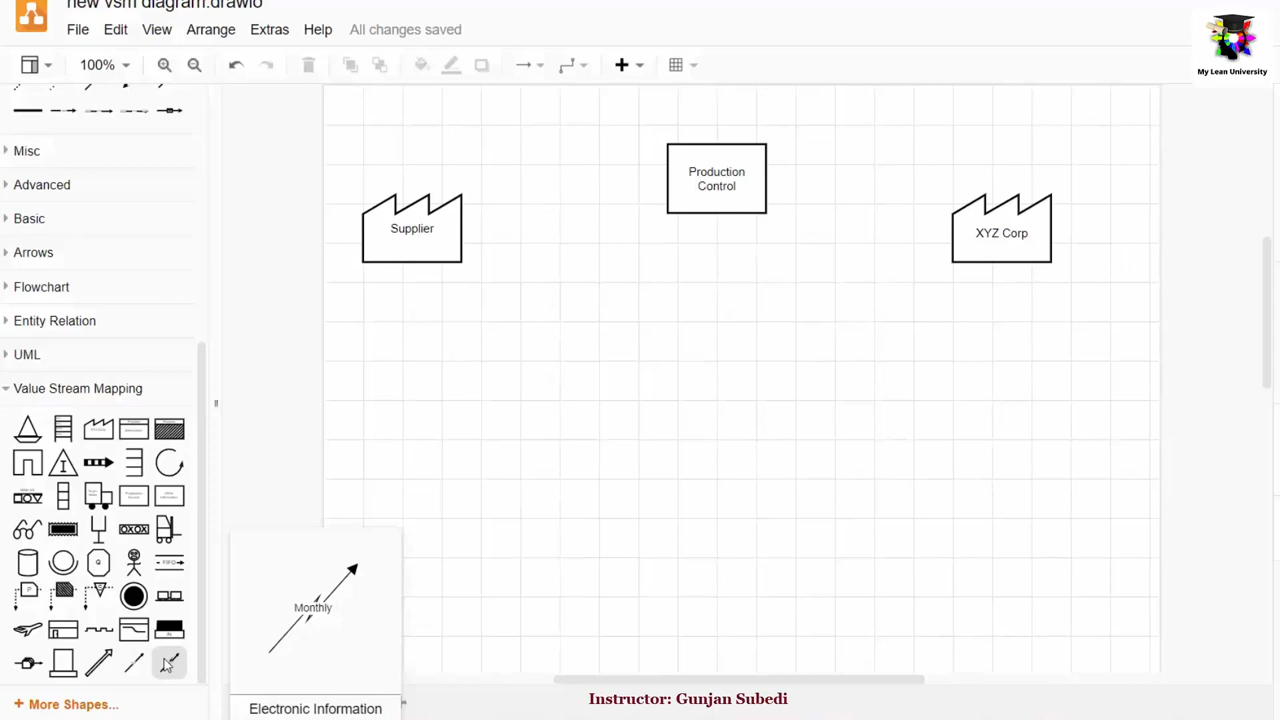 new vsm diagram.drawio
File Edit View Arrange Extras Help All changes saved
100%
My Lean University
Misc
Advanced
Basic
Arrows
Flowchart
Entity Relation
UML
Value Stream Mapping
Production
Control
Supplier
XYZ Corp
FIFO
Monthly
Electronic Information
+ More Shapes...
Instructor: Gunjan Subedi